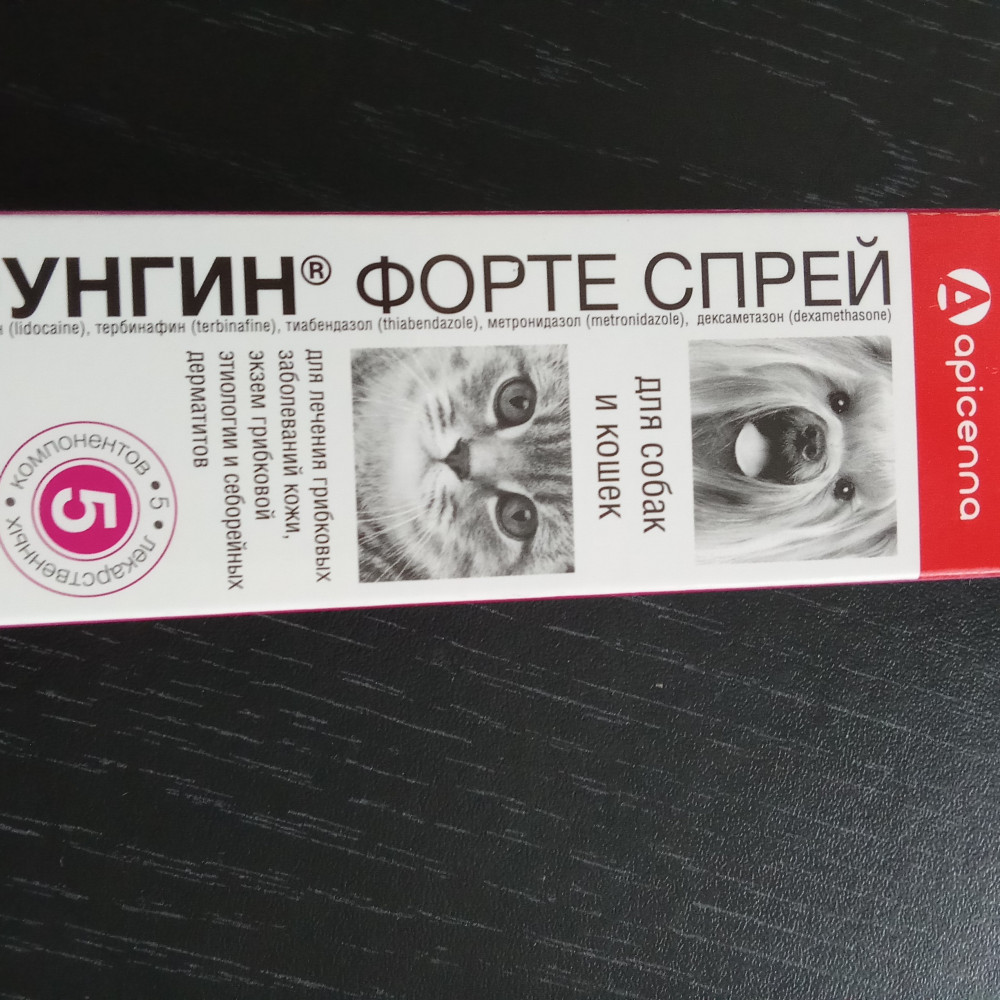 УНГИН® ФОРТЕ СПРЕЙ
(lidocaine), тербинафин (terbinafine), тиабендазол (thiabendazole), метронидазол (metronidazole), дексаметазон (dexamethasone)
apicenna
для собак
и кошек
для лечения грибковых
заболеваний кожи,
экзем грибковой
этиологии и себорейных
дерматитов
5 • лекарственных • компонентов •
5